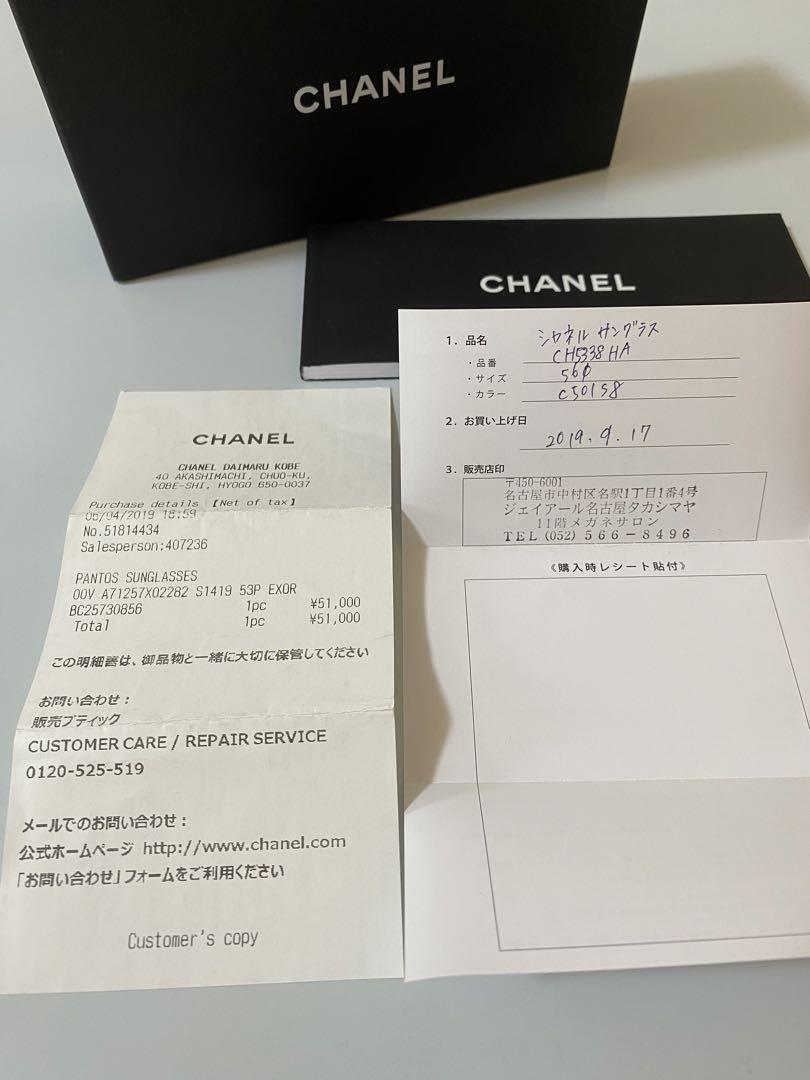 CHANEL
CHANEL
CHANEL
CHANEL DAIMARU KOBE
40 AKASHIMACHI, CHUO-KU,
KOBE-SHI, HYOGO 650-0037
Purchase details 【Net of tax】
06/04/2019 18:59
No.51814434
Salesperson:407236
PANTOS SUNGLASSES
00V A71257X02282 S1419 53P EXOR
BC25730856 1pc ¥51,000
Total 1pc ¥51,000
この明細書は、御品物と一緒に大切に保管してください
お問い合わせ：
販売ブティック
CUSTOMER CARE / REPAIR SERVICE
0120-525-519
メールでのお問い合わせ：
公式ホームページ http://www.chanel.com
「お問い合わせ」フォームをご利用ください
Customer's copy
1．品名 シャネル サングラス
・品番 CH5338HA
・サイズ 56ϕ
・カラー C501S8
2．お買い上げ日
2019.9.17
3．販売店印
〒450-6001
名古屋市中村区名駅1丁目1番4号
ジェイアール名古屋タカシマヤ
11階メガネサロン
TEL (052) 566-8496
《購入時レシート貼付》